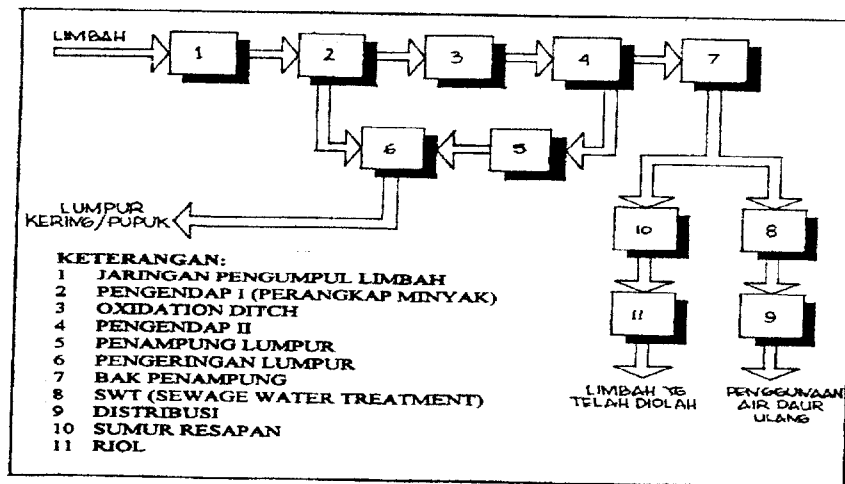 LIMBAH
1
2
3
4
7
6
5
LUMPUR
KERING/PUPUK
10
8
11
9
LIMBAH YG
TELAH DIOLAH
PENGGUNAAN
AIR DAUR
ULANG
KETERANGAN:
1 JARINGAN PENGUMPUL LIMBAH
2 PENGENDAP I (PERANGKAP MINYAK)
3 OXIDATION DITCH
4 PENGENDAP II
5 PENAMPUNG LUMPUR
6 PENGERINGAN LUMPUR
7 BAK PENAMPUNG
8 SWT (SEWAGE WATER TREATMENT)
9 DISTRIBUSI
10 SUMUR RESAPAN
11 RIOL